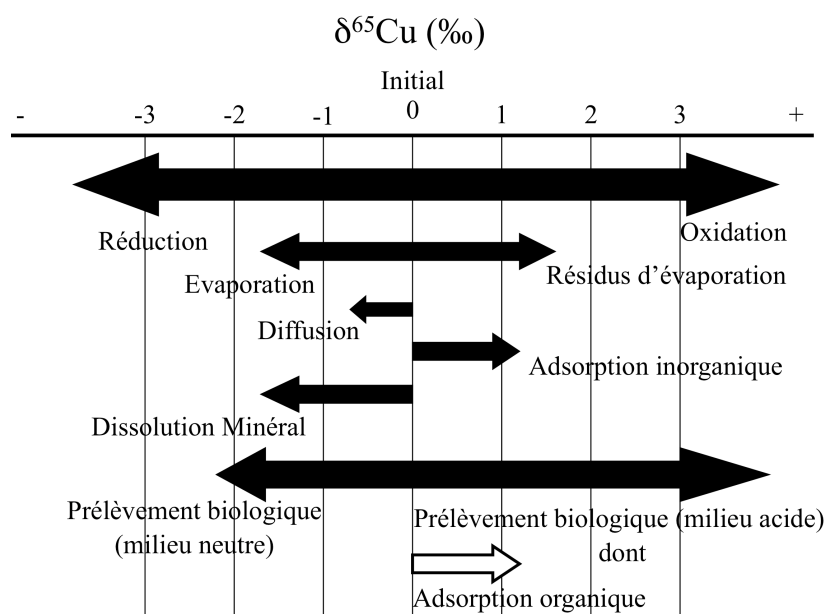 δ⁶⁵Cu (‰)
Initial
- -3 -2 -1 0 1 2 3 +
Réduction
Oxidation
Evaporation
Résidus d’évaporation
Diffusion
Adsorption inorganique
Dissolution Minéral
Prélèvement biologique
(milieu neutre)
Prélèvement biologique (milieu acide)
dont
Adsorption organique